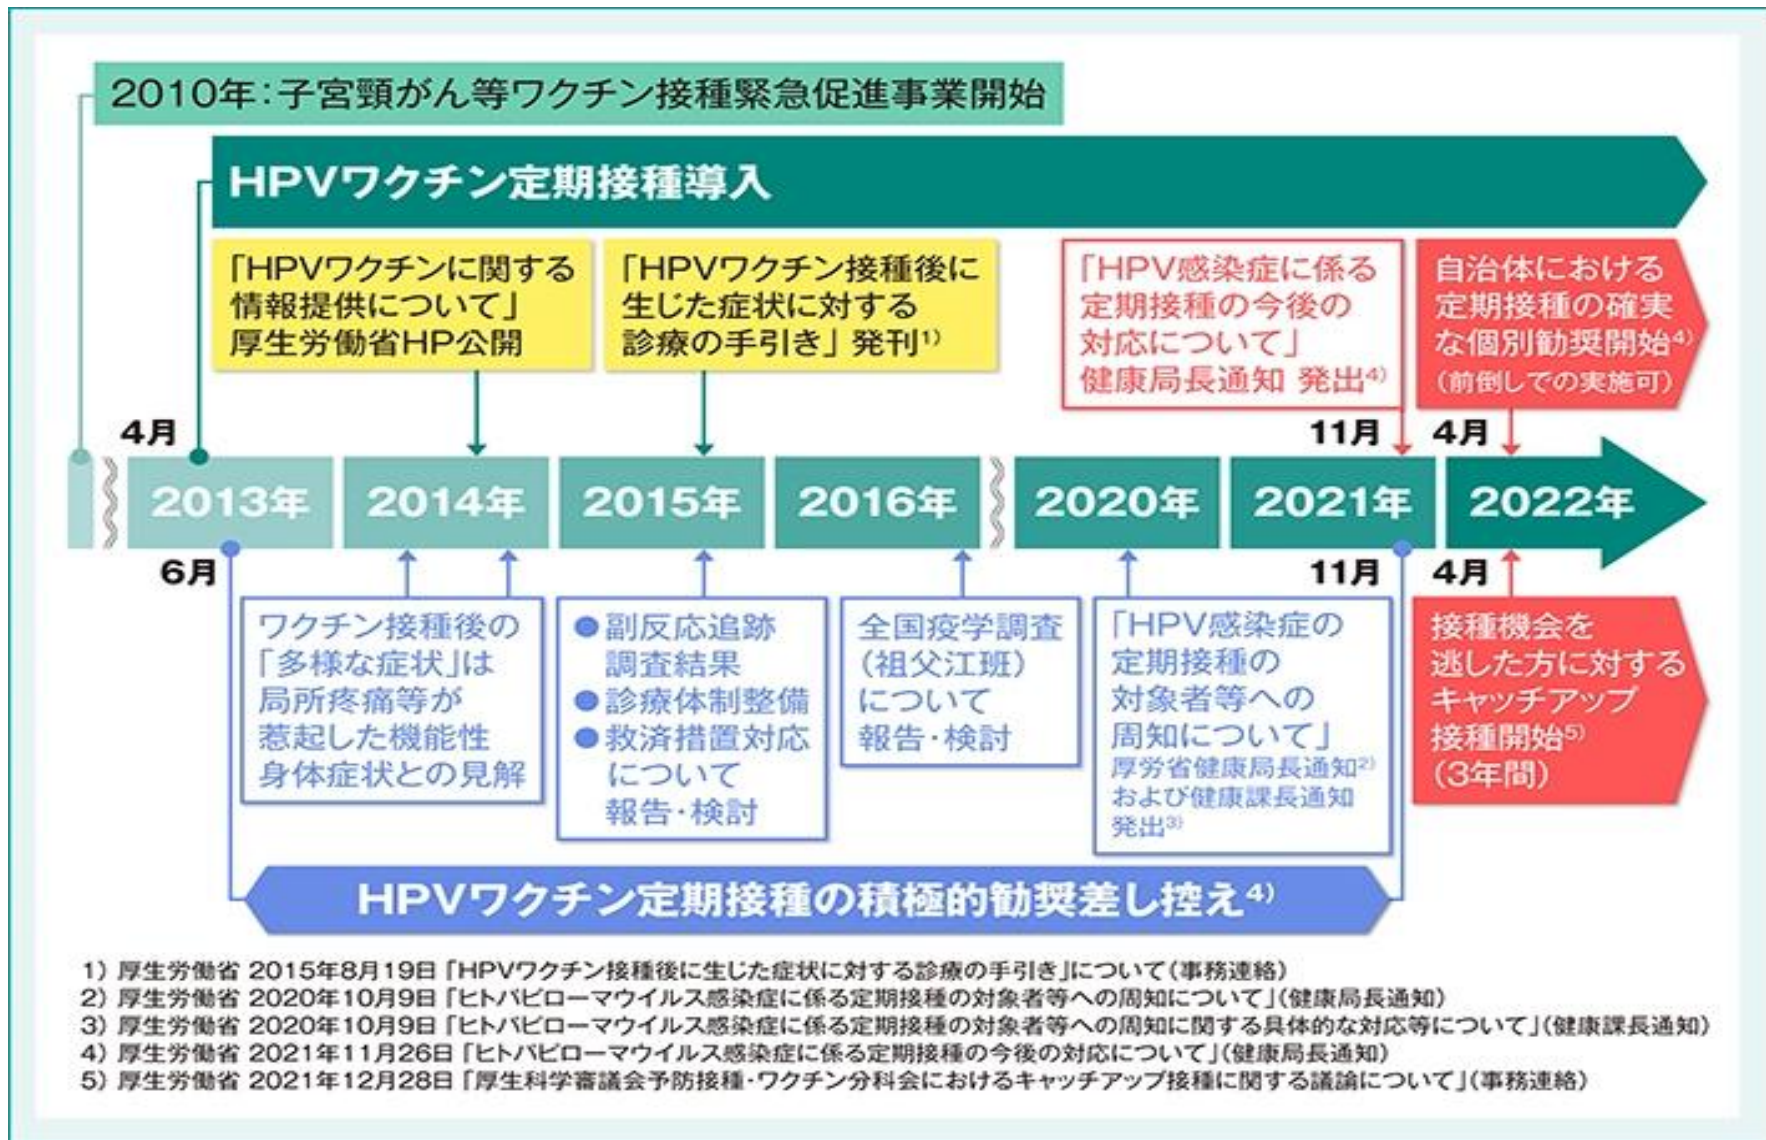 2010年：子宮頸がん等ワクチン接種緊急促進事業開始
HPVワクチン定期接種導入
「HPVワクチンに関する
情報提供について」
厚生労働省HP公開
「HPVワクチン接種後に
生じた症状に対する
診療の手引き」発刊1)
「HPV感染症に係る
定期接種の今後の
対応について」
健康局長通知 発出4)
自治体における
定期接種の確実
な個別勧奨開始4)
(前倒しでの実施可)
4月
11月
4月
2013年
2014年
2015年
2016年
2020年
2021年
2022年
6月
11月
4月
ワクチン接種後の
「多様な症状」は
局所疼痛等が
惹起した機能性
身体症状との見解
●副反応追跡
調査結果
●診療体制整備
●救済措置対応
について
報告・検討
全国疫学調査
(祖父江班)
について
報告・検討
「HPV感染症の
定期接種の
対象者等への
周知について」
厚労省健康局長通知2)
および健康課長通知
発出3)
接種機会を
逃した方に対する
キャッチアップ
接種開始5)
(3年間)
HPVワクチン定期接種の積極的勧奨差し控え4)
1) 厚生労働省 2015年8月19日「HPVワクチン接種後に生じた症状に対する診療の手引き」について(事務連絡)
2) 厚生労働省 2020年10月9日「ヒトパピローマウイルス感染症に係る定期接種の対象者等への周知について」(健康局長通知)
3) 厚生労働省 2020年10月9日「ヒトパピローマウイルス感染症に係る定期接種の対象者等への周知に関する具体的な対応等について」(健康課長通知)
4) 厚生労働省 2021年11月26日「ヒトパピローマウイルス感染症に係る定期接種の今後の対応について」(健康局長通知)
5) 厚生労働省 2021年12月28日「厚生科学審議会予防接種・ワクチン分科会におけるキャッチアップ接種に関する議論について」(事務連絡)